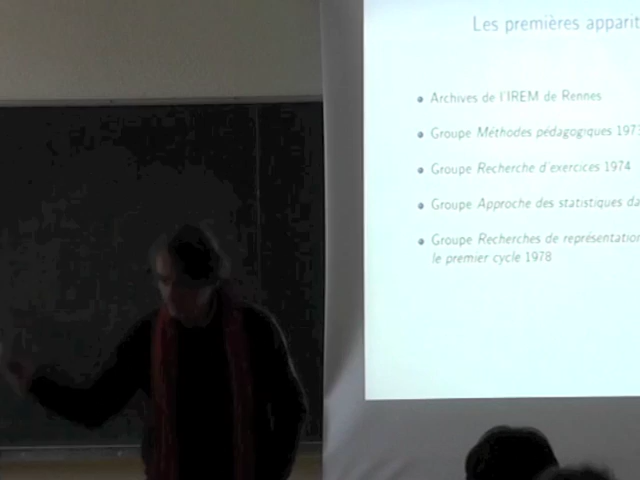 Les premières apparit
Archives de l'IREM de Rennes
Groupe Méthodes pédagogiques 1973
Groupe Recherche d'exercices 1974
Groupe Approche des statistiques da
Groupe Recherches de représentation
le premier cycle 1978